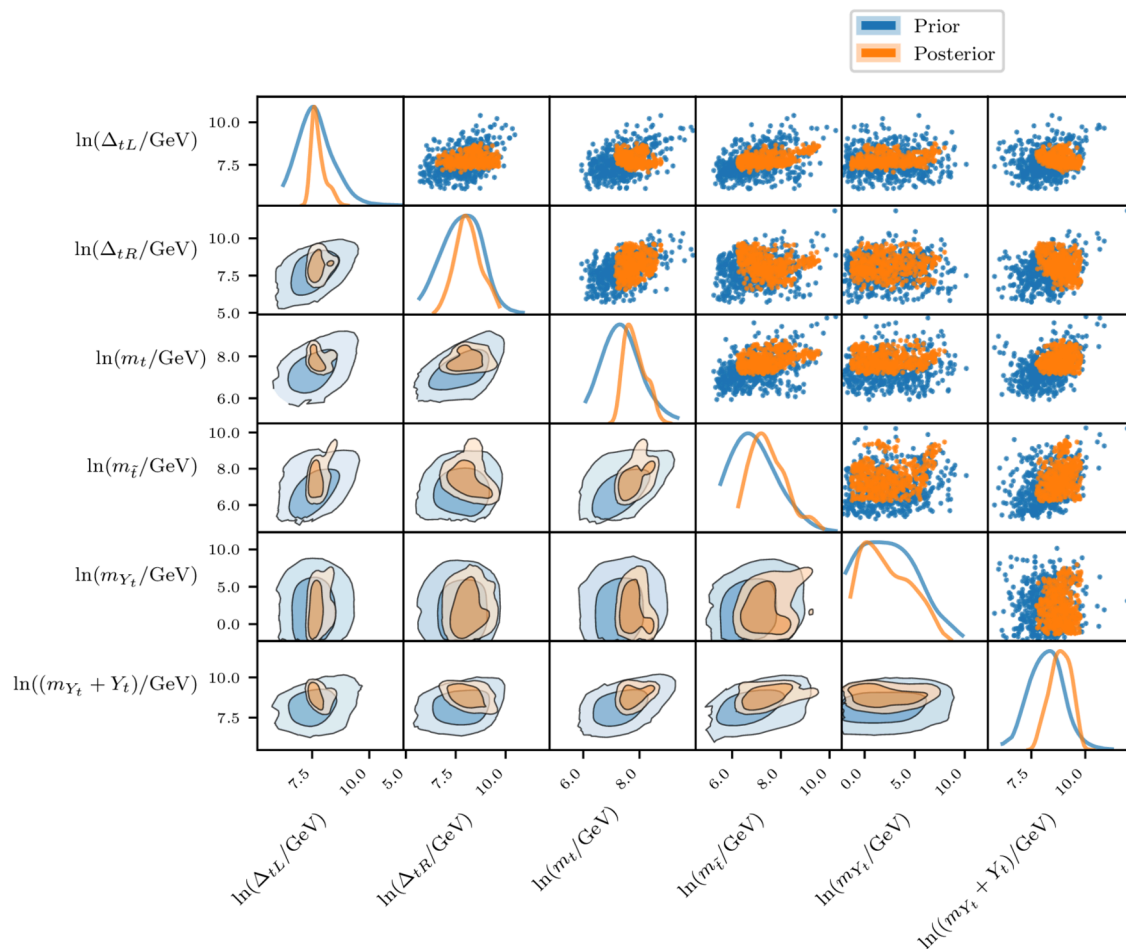 Prior
Posterior
ln(Δ_{tL}/GeV)
10.0
7.5
ln(Δ_{tR}/GeV)
10.0
7.5
5.0
ln(m_t/GeV)
8.0
6.0
ln(m_{t̃}/GeV)
10.0
8.0
6.0
ln(m_{Y_t}/GeV)
10.0
5.0
0.0
ln((m_{Y_t} + Y_t)/GeV)
10.0
7.5
7.5 10.0 5.0 7.5 10.0 6.0 8.0 6.0 8.0 10.0 0.0 5.0 10.0 7.5 10.0
ln(Δ_{tL}/GeV) ln(Δ_{tR}/GeV) ln(m_t/GeV) ln(m_{t̃}/GeV) ln(m_{Y_t}/GeV) ln((m_{Y_t} + Y_t)/GeV)